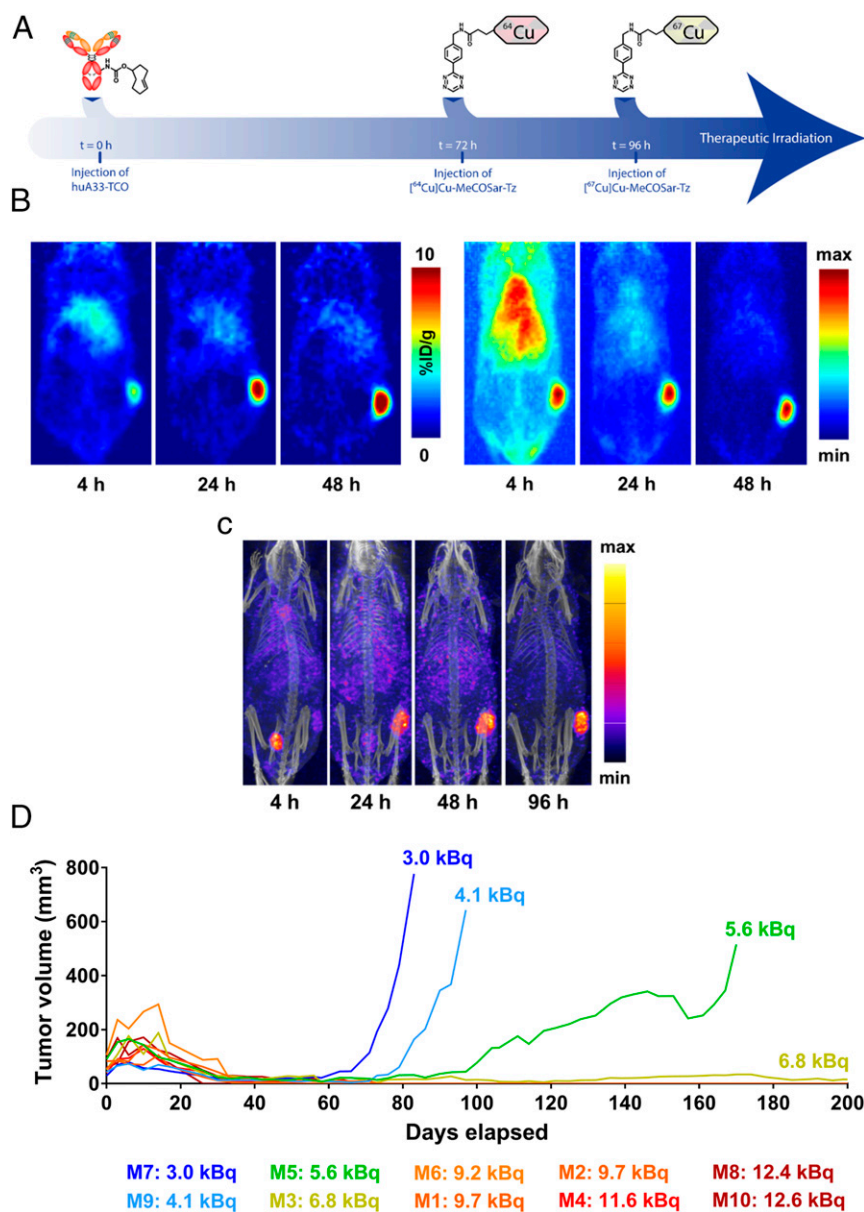 A
HN
O
64Cu
N=N
N=N
HN
O
67Cu
N=N
N=N
H
N
O
O
t = 0 h
t = 72 h
t = 96 h
Therapeutic Irradiation
Injection of
huA33-TCO
Injection of
[64Cu]Cu-MeCOSar-Tz
Injection of
[67Cu]Cu-MeCOSar-Tz
B
10
%ID/g
0
4 h 24 h 48 h
max
min
4 h 24 h 48 h
C
max
min
4 h 24 h 48 h 96 h
D
Tumor volume (mm³)
800
600
400
200
0
3.0 kBq
4.1 kBq
5.6 kBq
6.8 kBq
0 20 40 60 80 100 120 140 160 180 200
Days elapsed
M7: 3.0 kBq M5: 5.6 kBq M6: 9.2 kBq M2: 9.7 kBq M8: 12.4 kBq
M9: 4.1 kBq M3: 6.8 kBq M1: 9.7 kBq M4: 11.6 kBq M10: 12.6 kBq